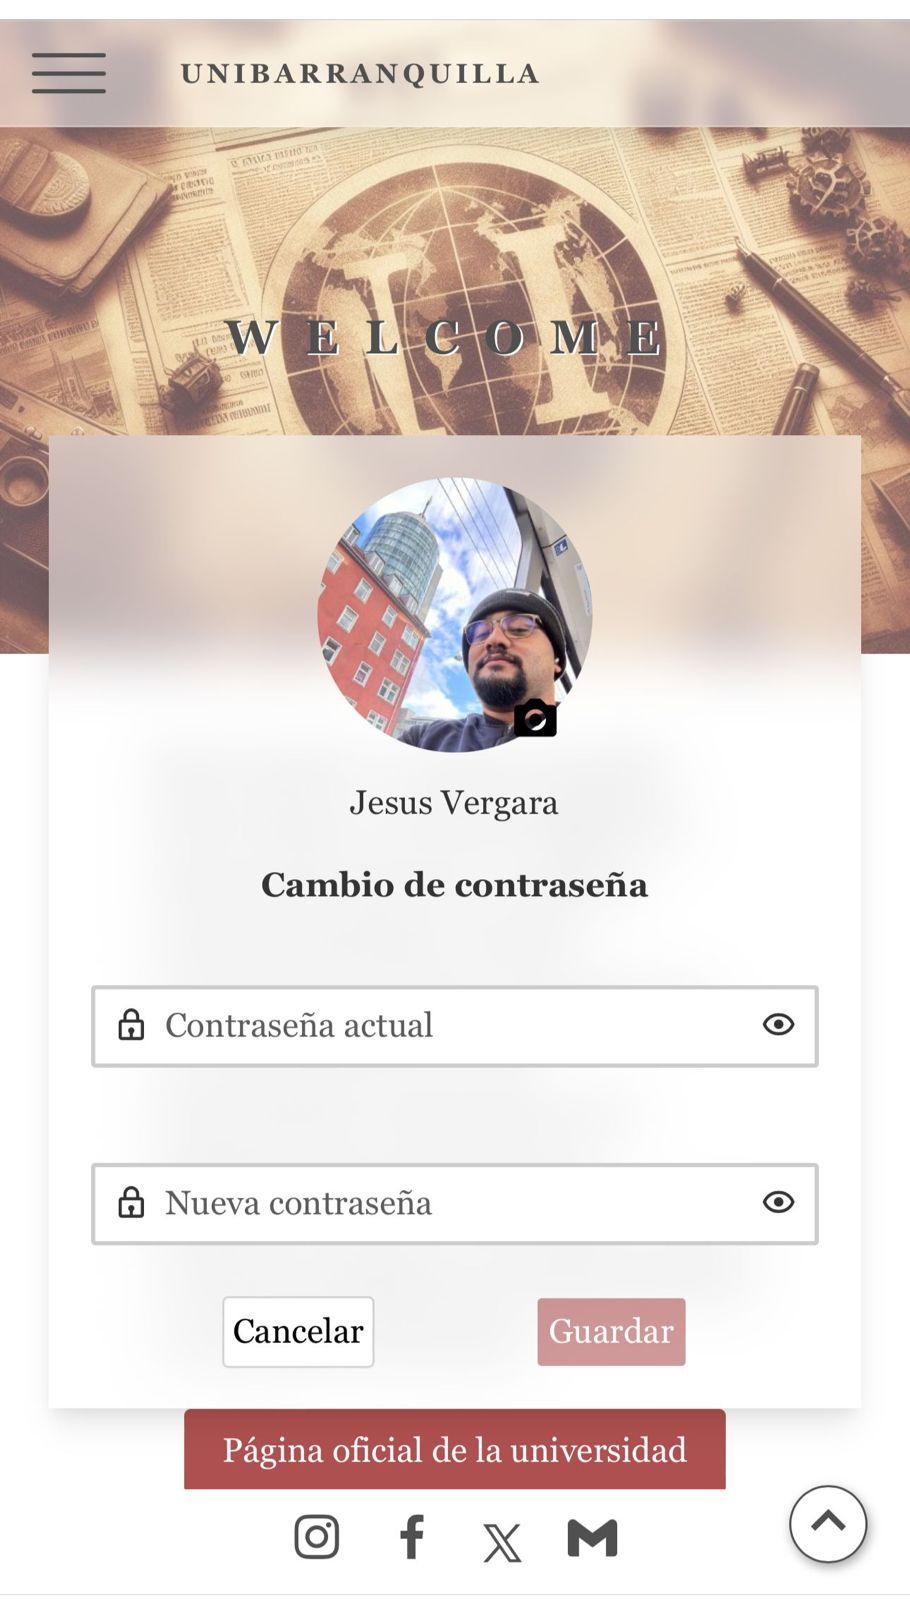 UNIBARRANQUILLA
WELCOME
Jesus Vergara
Cambio de contraseña
Contraseña actual
Nueva contraseña
Cancelar
Guardar
Página oficial de la universidad